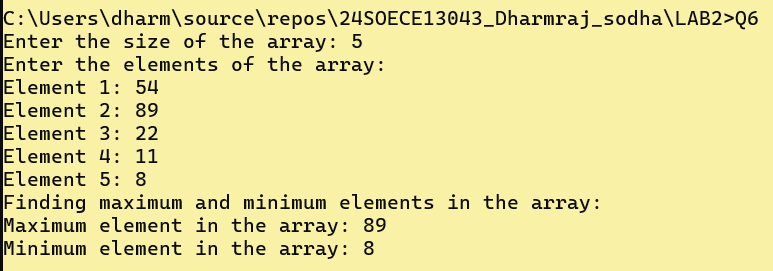 C:\Users\dharm\source\repos\24SOECE13043_Dharmraj_sodha\LAB2>Q6
Enter the size of the array: 5
Enter the elements of the array:
Element 1: 54
Element 2: 89
Element 3: 22
Element 4: 11
Element 5: 8
Finding maximum and minimum elements in the array:
Maximum element in the array: 89
Minimum element in the array: 8